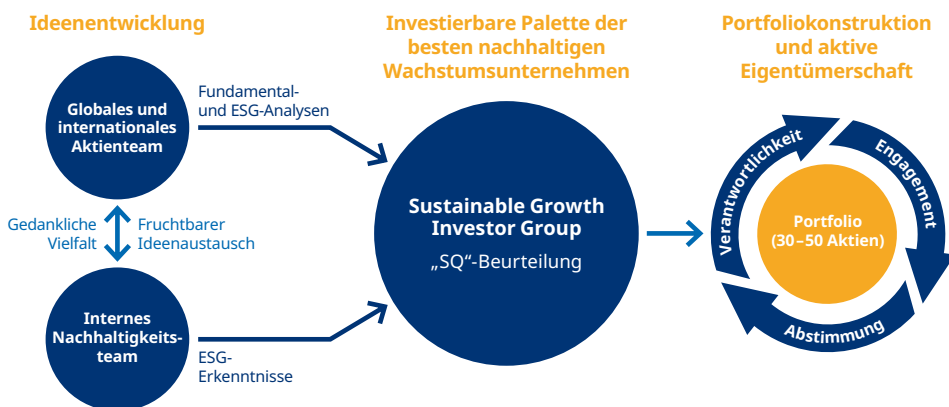 Ideenentwicklung
Globales und
internationales
Aktienteam
Fundamental-
und ESG-Analysen
Gedankliche
Vielfalt
Fruchtbarer
Ideenaustausch
Internes
Nachhaltigkeits-
team
ESG-
Erkenntnisse
Investierbare Palette der
besten nachhaltigen
Wachstumsunternehmen
Sustainable Growth
Investor Group
„SQ“-Beurteilung
Portfoliokonstruktion
und aktive
Eigentümerschaft
Verantwortlichkeit
Engagement
Abstimmung
Portfolio
(30–50 Aktien)